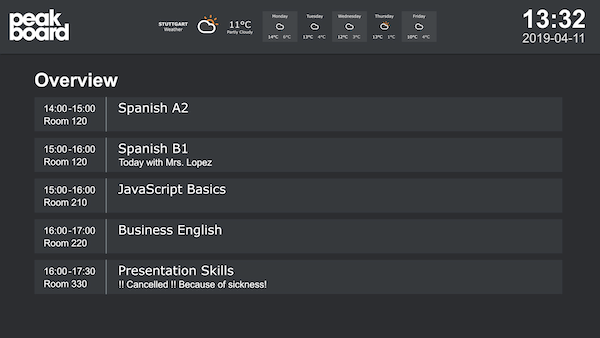 peak
board
STUTTGART
Weather
11°C
Partly Cloudy
Monday
14°C 6°C
Tuesday
13°C 4°C
Wednesday
12°C 3°C
Thursday
13°C 1°C
Friday
10°C 4°C
13:32
2019-04-11
Overview
14:00-15:00
Room 120
Spanish A2
15:00-16:00
Room 120
Spanish B1
Today with Mrs. Lopez
15:00-16:00
Room 210
JavaScript Basics
16:00-17:00
Room 220
Business English
16:00-17:30
Room 330
Presentation Skills
!! Cancelled !! Because of sickness!